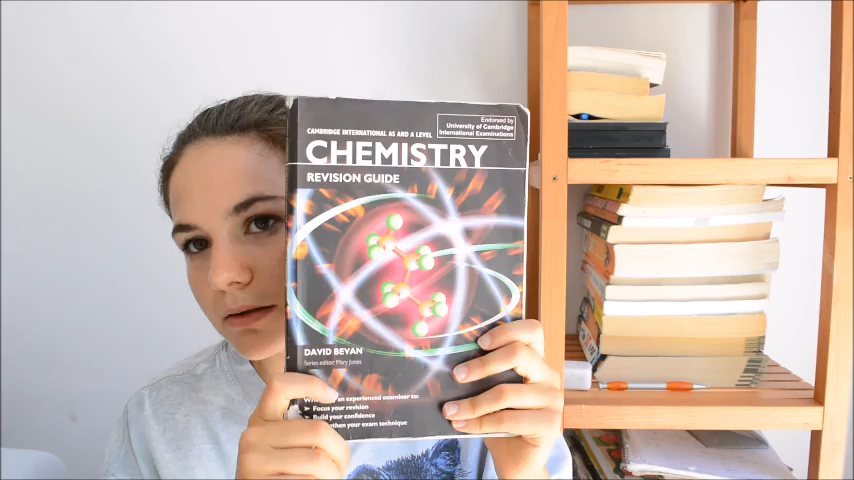 Endorsed by
University of Cambridge
International Examinations
CAMBRIDGE INTERNATIONAL AS AND A LEVEL
CHEMISTRY
REVISION GUIDE
DAVID BEVAN
Series editor: Mary Jones
an experienced examiner to:
Focus your revision
Build your confidence
your exam technique